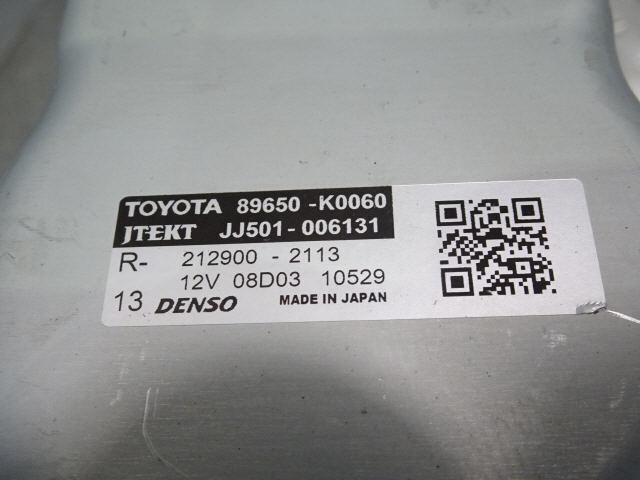 TOYOTA 89650-K0060
JTEKT JJ501-006131
R- 212900-2113
12V 08D03 10529
13 DENSO MADE IN JAPAN